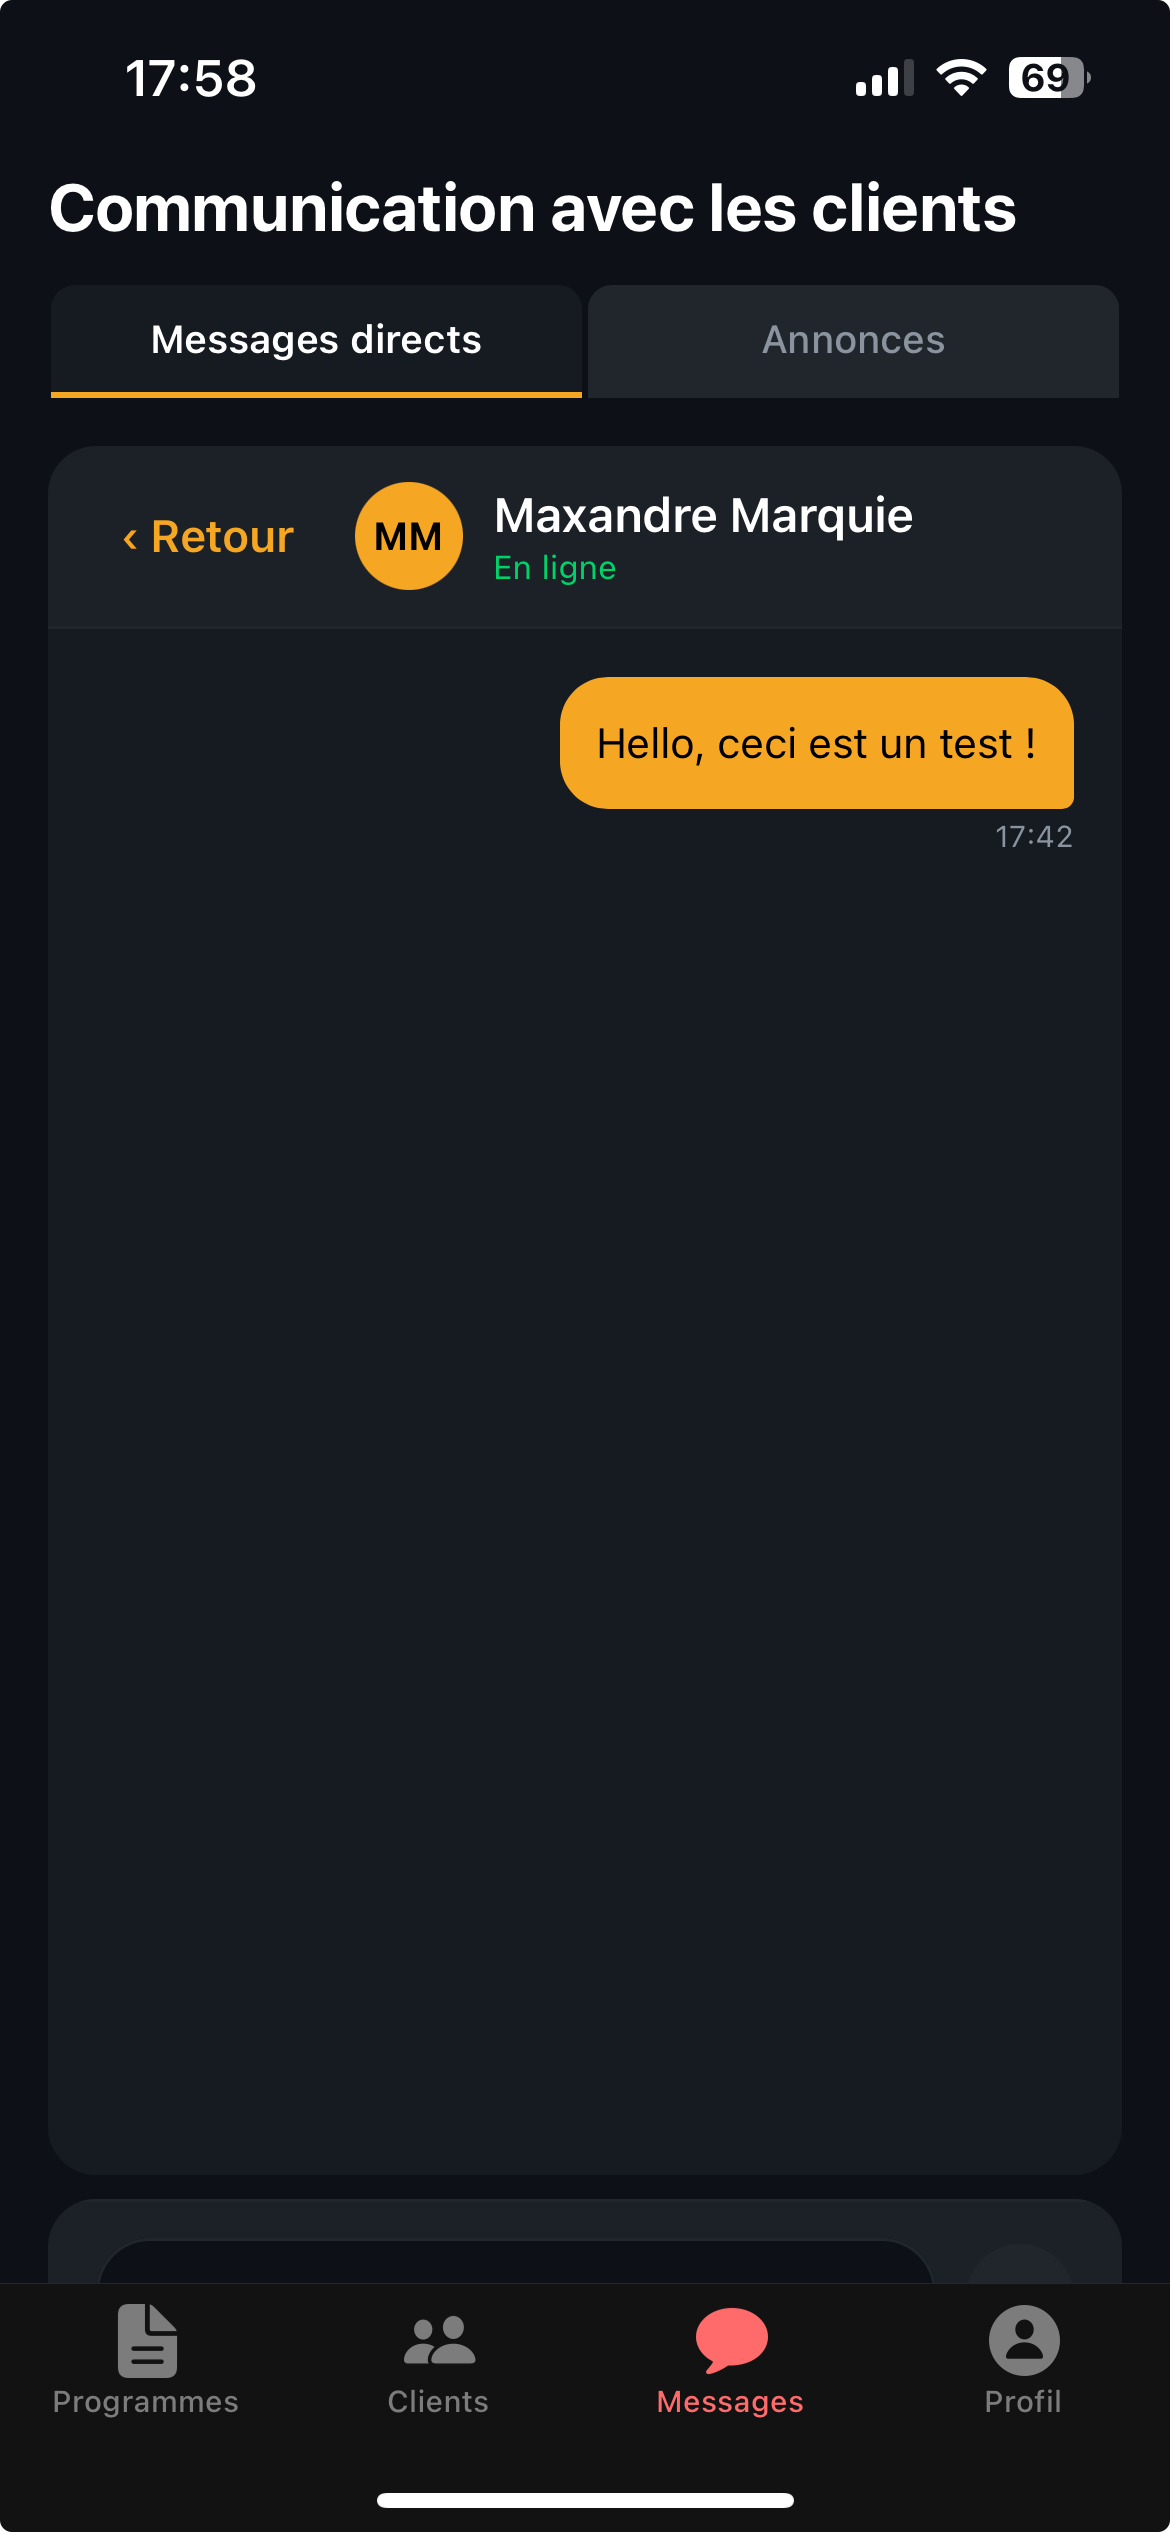 17:58
69
Communication avec les clients
Messages directs
Annonces
‹ Retour
MM
Maxandre Marquie
En ligne
Hello, ceci est un test !
17:42
Programmes
Clients
Messages
Profil